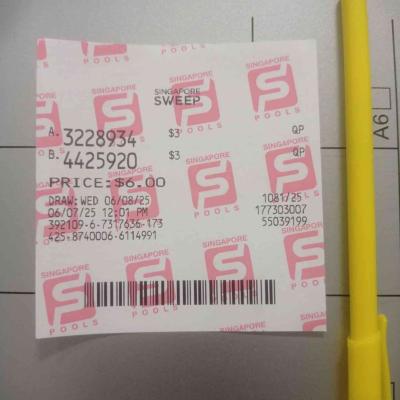 SINGAPORE
SWEEP
A. 3228934 $3 QP
B. 4425920 $3 QP
PRICE:$6.00
DRAW:WED 06/08/25 1081/25
06/07/25 12:01 PM 177303007
392109-6-7317636-173 55039199
425-8740006-6114991
SINGAPORE
S
POOLS
A6